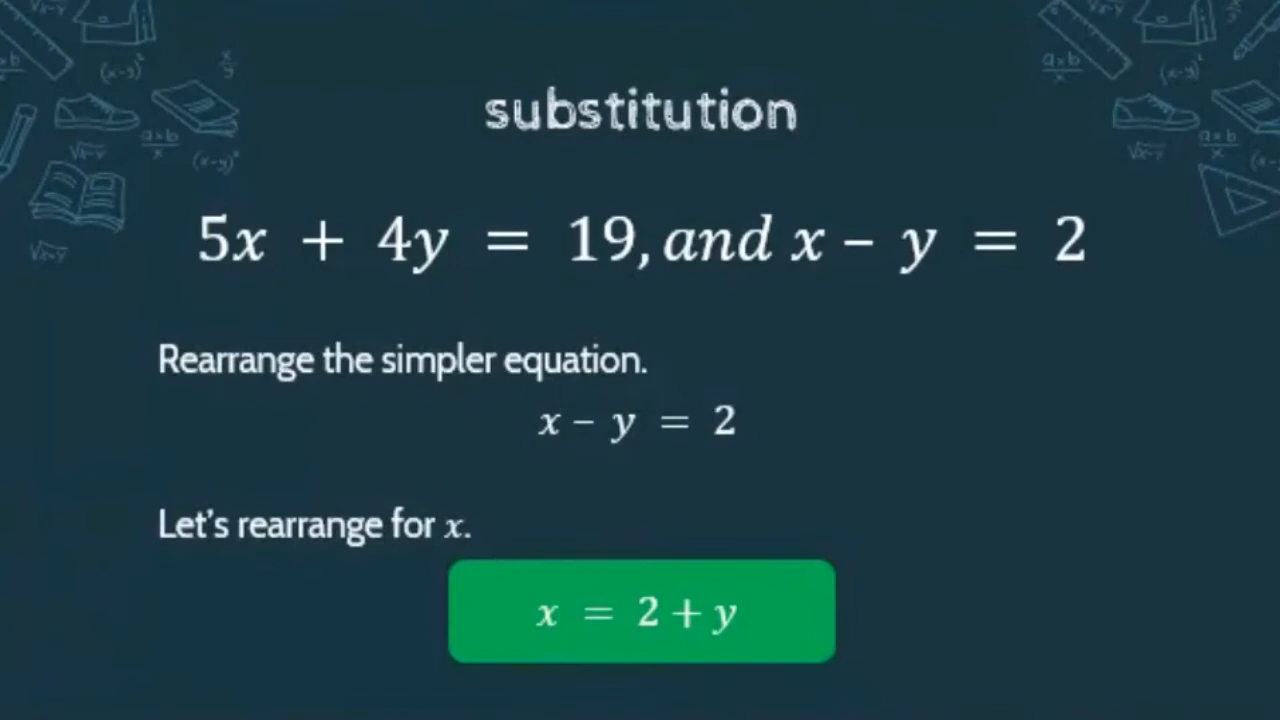 substitution
5x + 4y = 19, and x – y = 2
Rearrange the simpler equation.
x – y = 2
Let's rearrange for x.
x = 2 + y